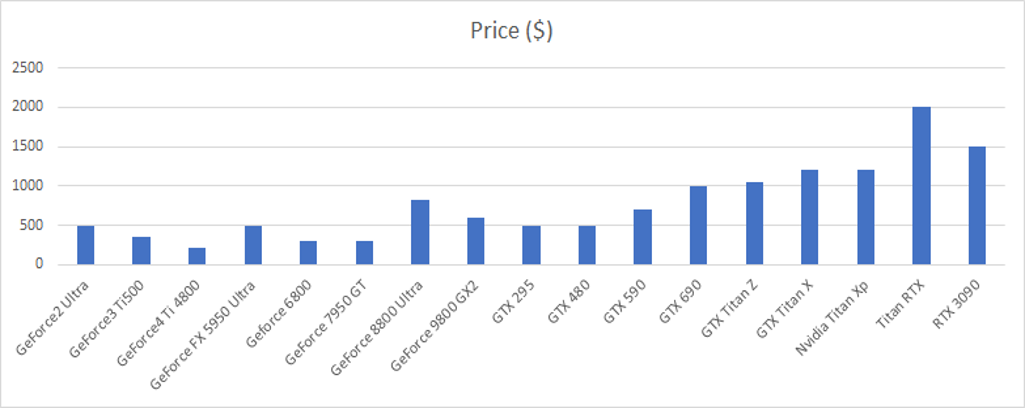 Price ($)
2500
2000
1500
1000
500
0
GeForce2 Ultra
GeForce3 Ti500
GeForce4 Ti 4800
GeForce FX 5950 Ultra
Geforce 6800
GeForce 7950 GT
GeForce 8800 Ultra
GeForce 9800 GX2
GTX 295
GTX 480
GTX 590
GTX 690
GTX Titan Z
GTX Titan X
Nvidia Titan Xp
Titan RTX
RTX 3090